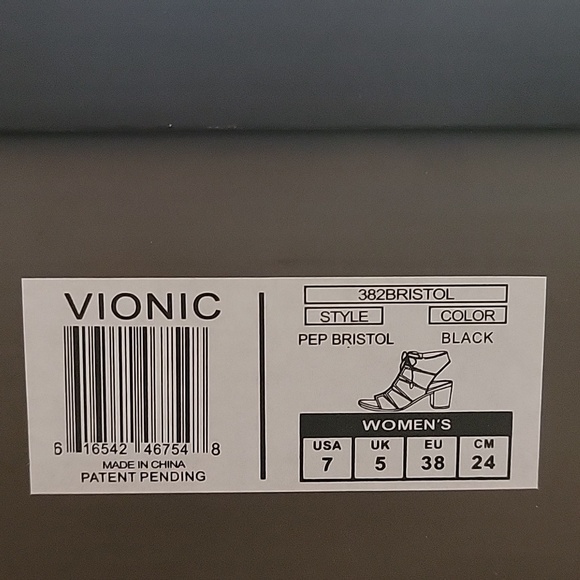 VIONIC
6 16542 46754 8
MADE IN CHINA
PATENT PENDING
382BRISTOL
STYLE COLOR
PEP BRISTOL BLACK
WOMEN'S
USA UK EU CM
7 5 38 24